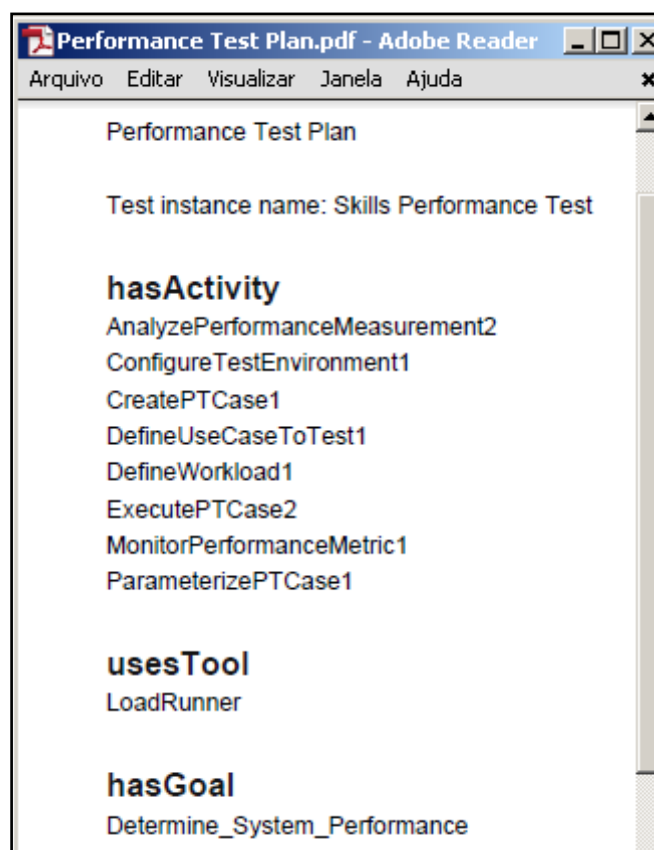 Performance Test Plan.pdf - Adobe Reader
Arquivo Editar Visualizar Janela Ajuda
Performance Test Plan
Test instance name: Skills Performance Test
hasActivity
AnalyzePerformanceMeasurement2
ConfigureTestEnvironment1
CreatePTCase1
DefineUseCaseToTest1
DefineWorkload1
ExecutePTCase2
MonitorPerformanceMetric1
ParameterizePTCase1
usesTool
LoadRunner
hasGoal
Determine_System_Performance